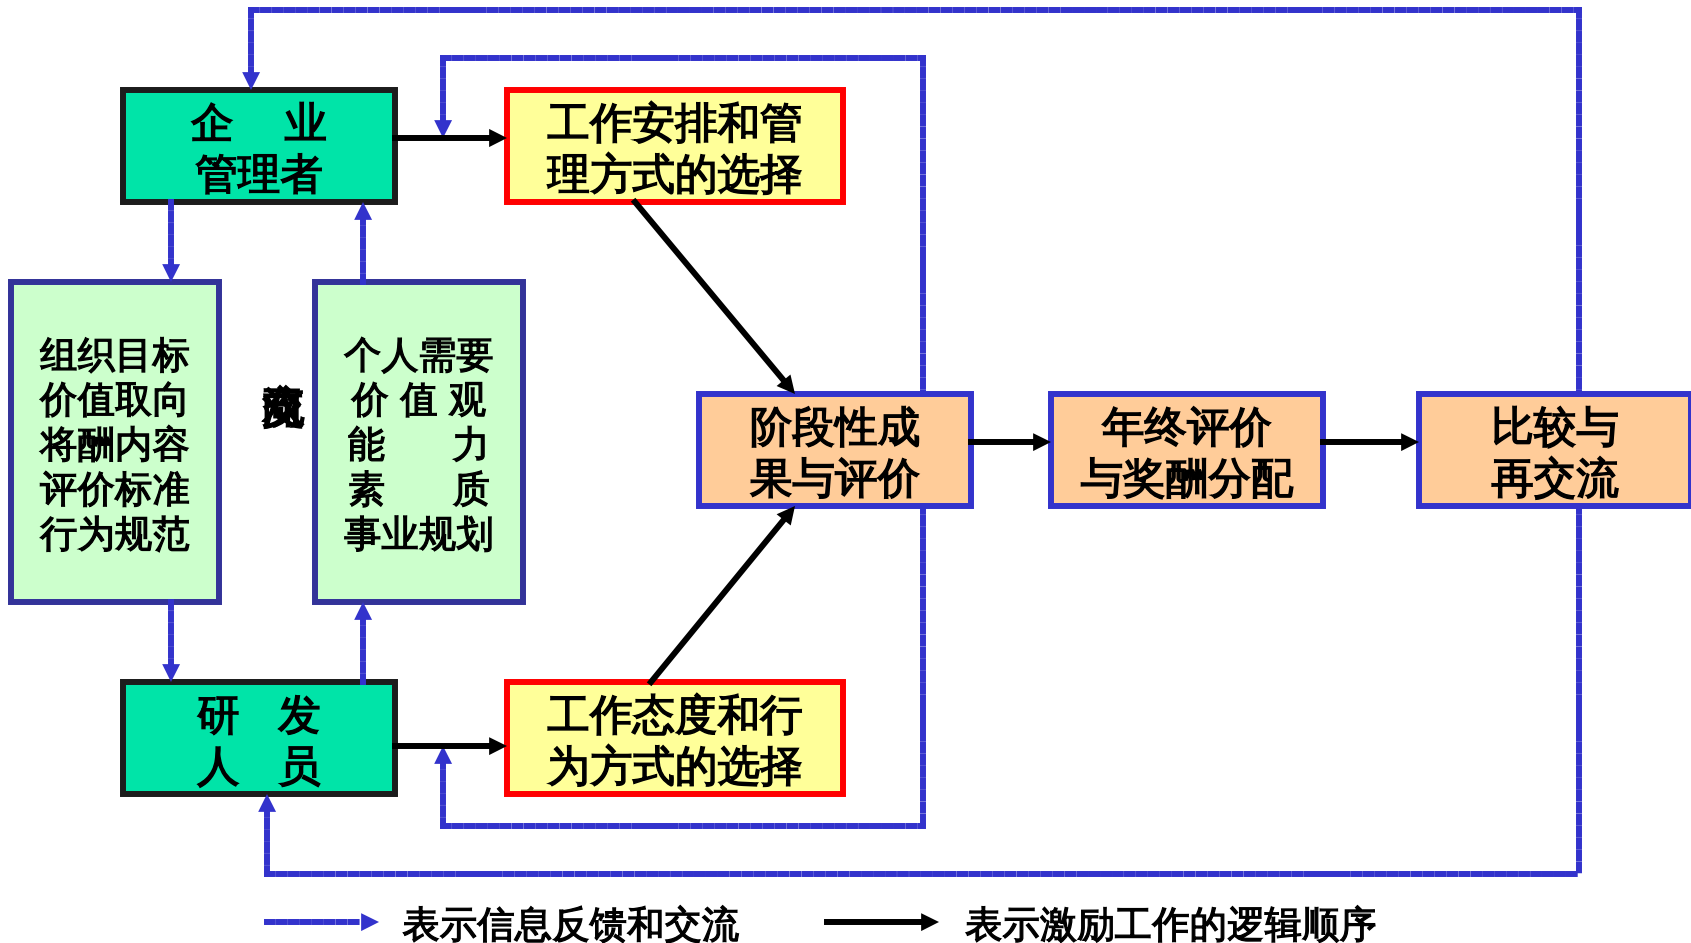 企 业
管理者
工作安排和管
理方式的选择
组织目标
价值取向
将酬内容
评价标准
行为规范
个人需要
价 值 观
能 力
素 质
事业规划
阶段性成
果与评价
年终评价
与奖酬分配
比较与
再交流
研 发
人 员
工作态度和行
为方式的选择
表示信息反馈和交流
表示激励工作的逻辑顺序